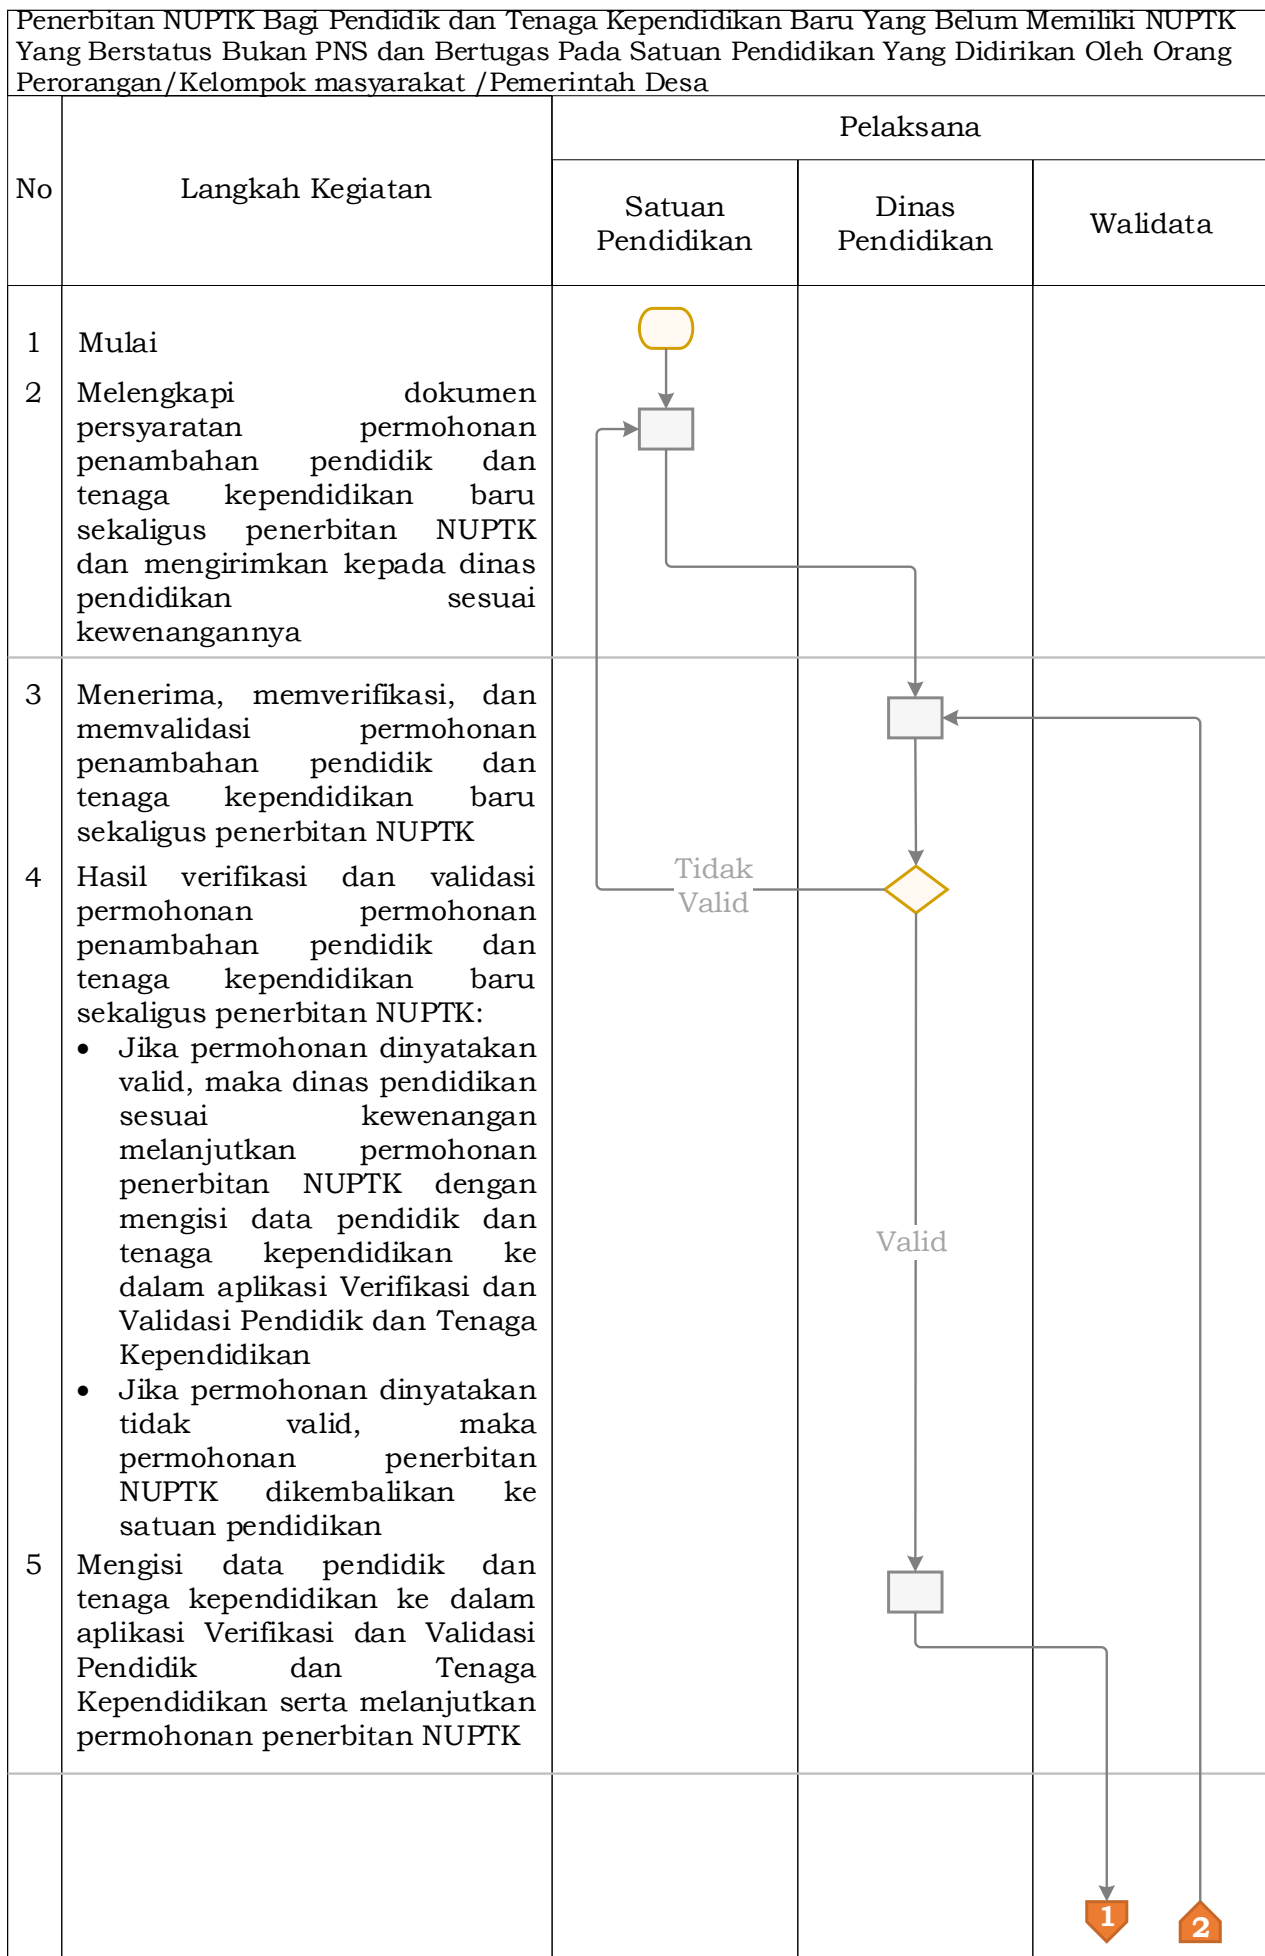 Penerbitan NUPTK Bagi Pendidik dan Tenaga Kependidikan Baru Yang Belum Memiliki NUPTK
Yang Berstatus Bukan PNS dan Bertugas Pada Satuan Pendidikan Yang Didirikan Oleh Orang
Perorangan/Kelompok masyarakat /Pemerintah Desa
No
Langkah Kegiatan
Pelaksana
Satuan
Pendidikan
Dinas
Pendidikan
Walidata
1
Mulai
2
Melengkapi dokumen
persyaratan permohonan
penambahan pendidik dan
tenaga kependidikan baru
sekaligus penerbitan NUPTK
dan mengirimkan kepada dinas
pendidikan sesuai
kewenangannya
3
Menerima, memverifikasi, dan
memvalidasi permohonan
penambahan pendidik dan
tenaga kependidikan baru
sekaligus penerbitan NUPTK
4
Hasil verifikasi dan validasi
permohonan permohonan
penambahan pendidik dan
tenaga kependidikan baru
sekaligus penerbitan NUPTK:
• Jika permohonan dinyatakan
valid, maka dinas pendidikan
sesuai kewenangan
melanjutkan permohonan
penerbitan NUPTK dengan
mengisi data pendidik dan
tenaga kependidikan ke
dalam aplikasi Verifikasi dan
Validasi Pendidik dan Tenaga
Kependidikan
• Jika permohonan dinyatakan
tidak valid, maka
permohonan penerbitan
NUPTK dikembalikan ke
satuan pendidikan
Tidak
Valid
Valid
5
Mengisi data pendidik dan
tenaga kependidikan ke dalam
aplikasi Verifikasi dan Validasi
Pendidik dan Tenaga
Kependidikan serta melanjutkan
permohonan penerbitan NUPTK
1
2